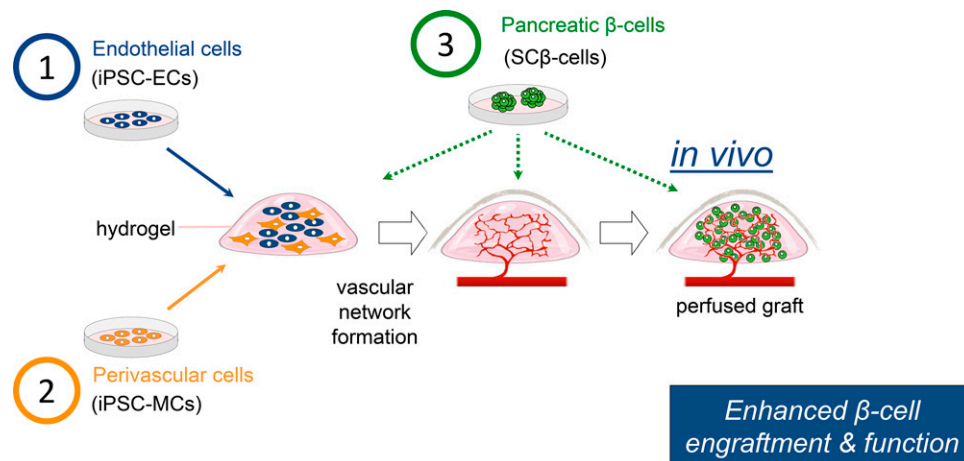 1
Endothelial cells
(iPSC-ECs)
3
Pancreatic β-cells
(SCβ-cells)
in vivo
hydrogel
vascular
network
formation
perfused graft
2
Perivascular cells
(iPSC-MCs)
Enhanced β-cell
engraftment & function